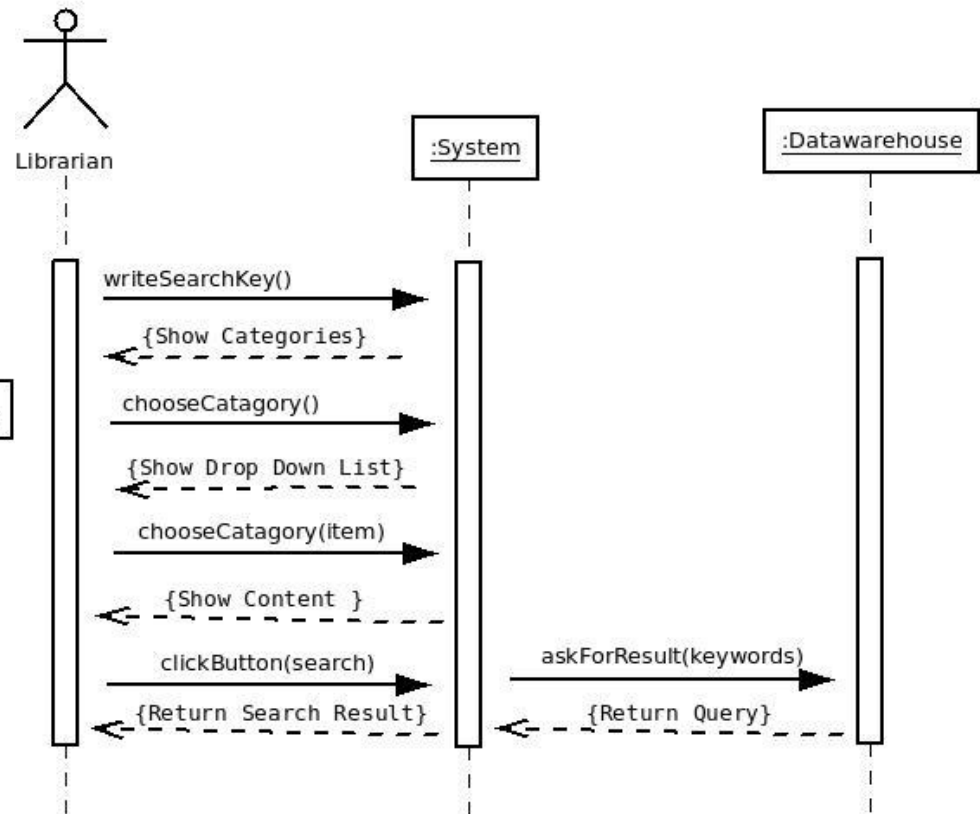 Librarian
:System
:Datawarehouse
writeSearchKey()
{Show Categories}
chooseCatagory()
{Show Drop Down List}
chooseCatagory(item)
{Show Content }
clickButton(search)
askForResult(keywords)
{Return Search Result}
{Return Query}